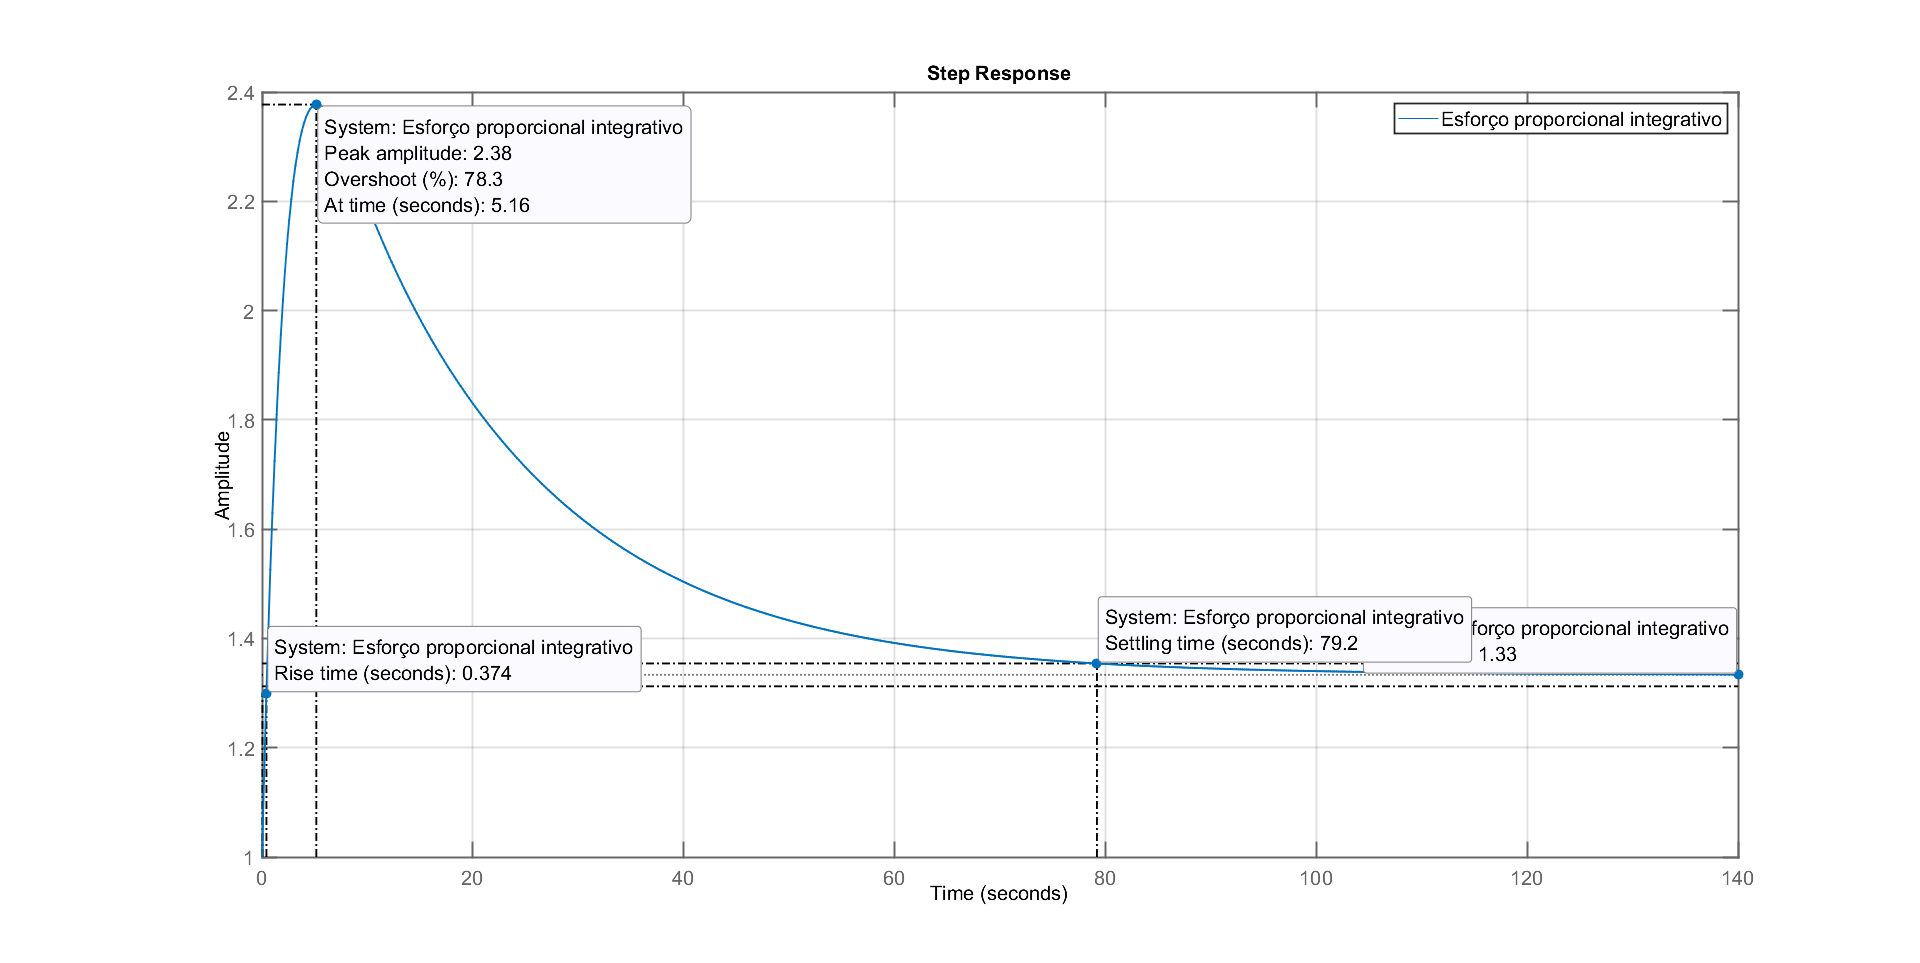 Step Response
Esforço proporcional integrativo
System: Esforço proporcional integrativo
Peak amplitude: 2.38
Overshoot (%): 78.3
At time (seconds): 5.16
System: Esforço proporcional integrativo
Rise time (seconds): 0.374
System: Esforço proporcional integrativo
Settling time (seconds): 79.2
forço proporcional integrativo
1.33
Amplitude
2.4
2.2
2
1.8
1.6
1.4
1.2
1
0
20
40
60
80
100
120
140
Time (seconds)